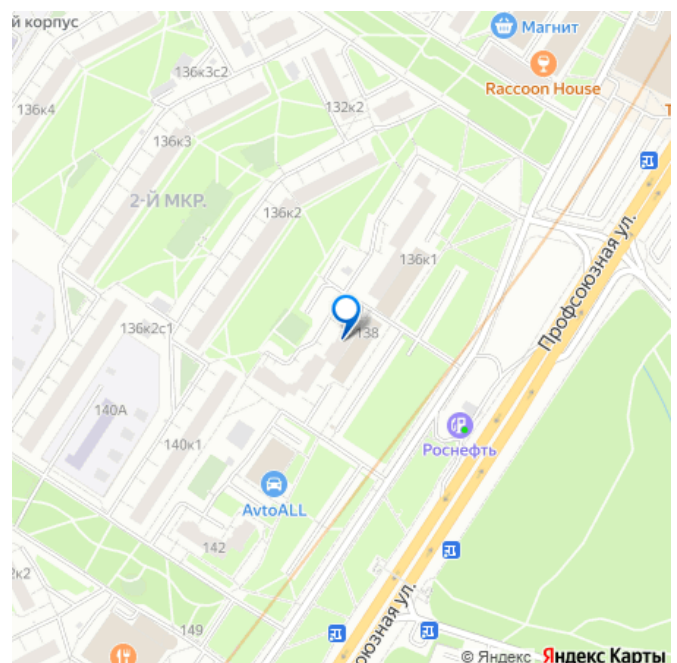 й корпус
Магнит
Raccoon House
136к3с2
132к2
136к4
136к3
2-Й МКР.
136к2
136к1
Профсоюзная ул.
136к2с1
138
140А
140к1
Роснефть
AvtoALL
142
2к2
149
юзная ул.
© Яндекс Яндекс Карты